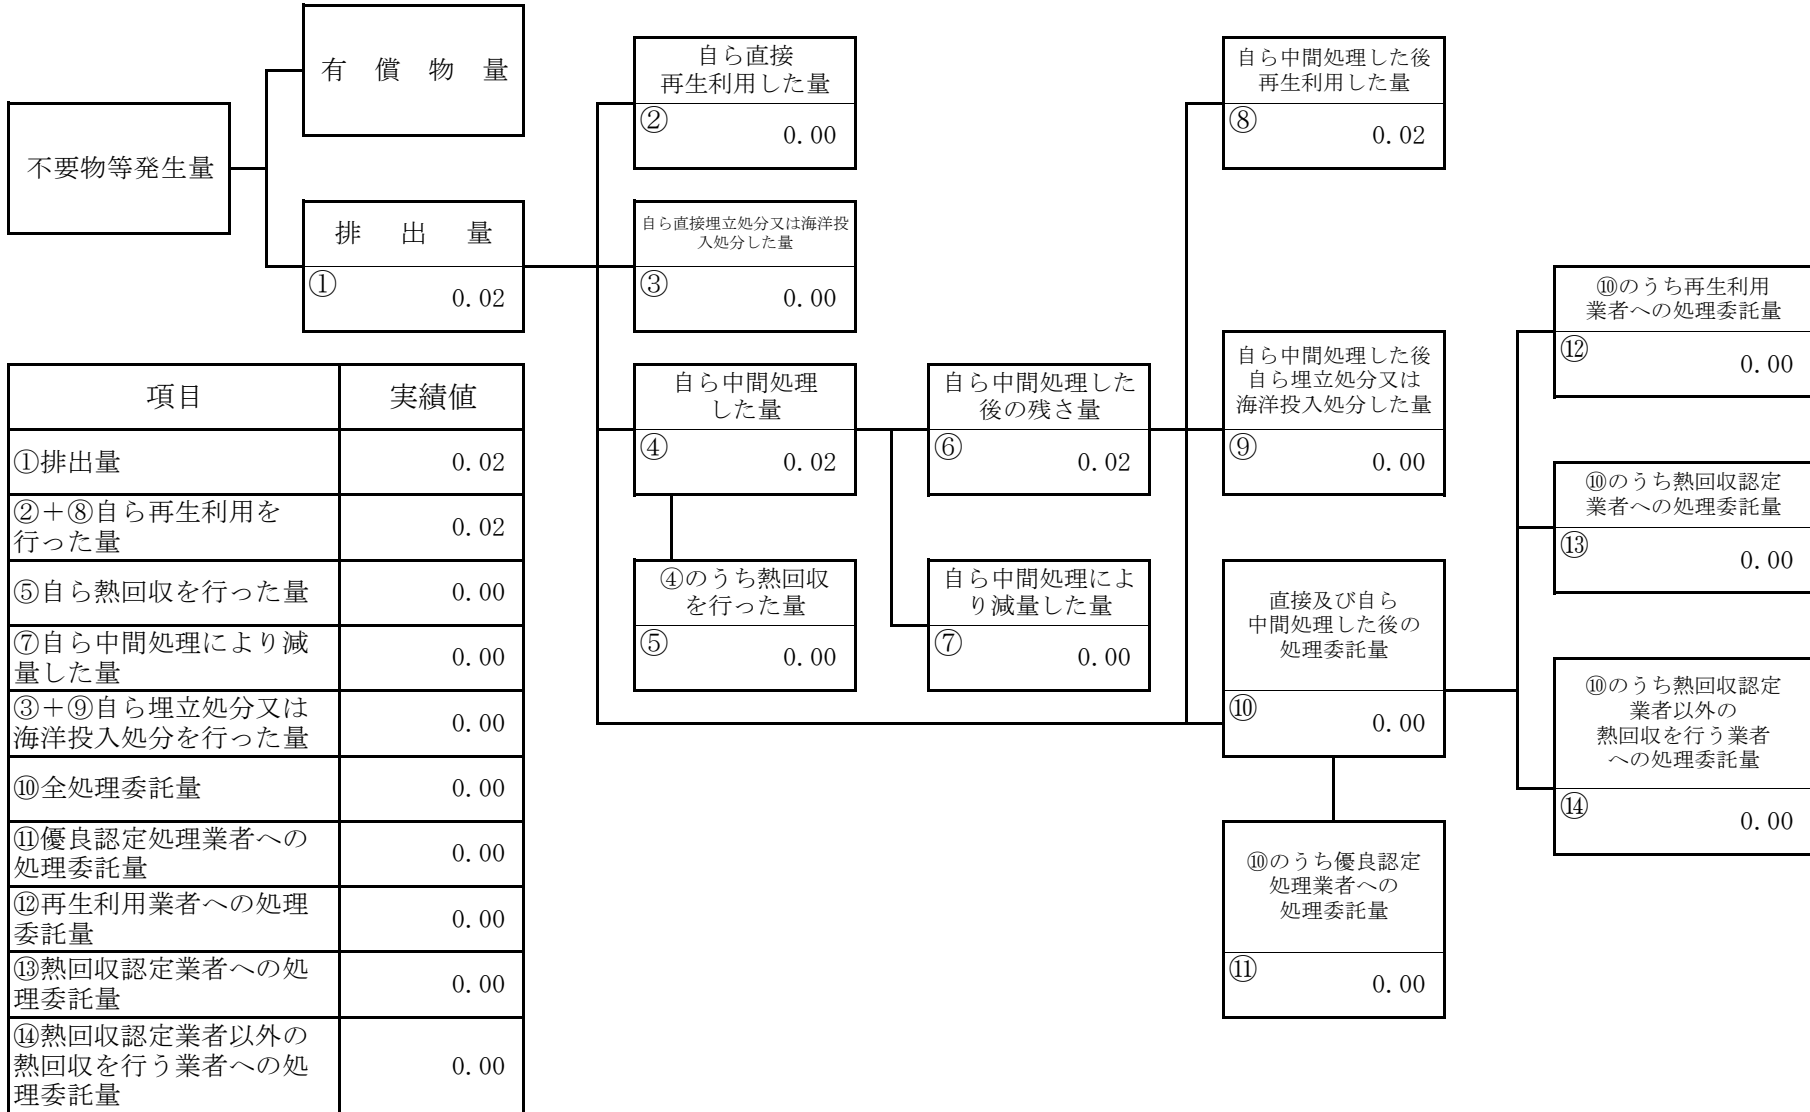 有償物量
不要物等発生量
排出量
①
0.02
自ら直接
再生利用した量
②
0.00
自ら直接埋立処分又は海洋投
入処分した量
③
0.00
自ら中間処理
した量
④
0.02
④のうち熱回収
を行った量
⑤
0.00
自ら中間処理した
後の残さ量
⑥
0.02
自ら中間処理によ
り減量した量
⑦
0.00
自ら中間処理した後
再生利用した量
⑧
0.02
自ら中間処理した後
自ら埋立処分又は
海洋投入処分した量
⑨
0.00
直接及び自ら
中間処理した後の
処理委託量
⑩
0.00
⑩のうち優良認定
処理業者への
処理委託量
⑪
0.00
⑩のうち再生利用
業者への処理委託量
⑫
0.00
⑩のうち熱回収認定
業者への処理委託量
⑬
0.00
⑩のうち熱回収認定
業者以外の
熱回収を行う業者
への処理委託量
⑭
0.00
項目 実績値
①排出量 0.02
②+⑧自ら再生利用を
行った量 0.02
⑤自ら熱回収を行った量 0.00
⑦自ら中間処理により減
量した量 0.00
③+⑨自ら埋立処分又は
海洋投入処分を行った量 0.00
⑩全処理委託量 0.00
⑪優良認定処理業者への
処理委託量 0.00
⑫再生利用業者への処理
委託量 0.00
⑬熱回収認定業者への処
理委託量 0.00
⑭熱回収認定業者以外の
熱回収を行う業者への処
理委託量 0.00